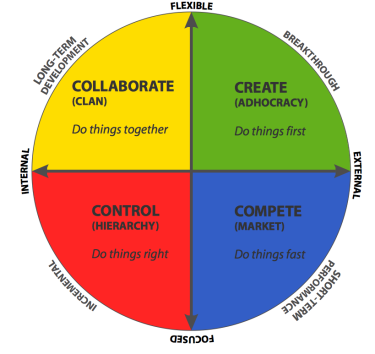 FLEXIBLE
LONG-TERM
DEVELOPMENT
BREAKTHROUGH
COLLABORATE
(CLAN)
Do things together
CREATE
(ADHOCRACY)
Do things first
INTERNAL
EXTERNAL
CONTROL
(HIERARCHY)
Do things right
COMPETE
(MARKET)
Do things fast
INCREMENTAL
SHORT-TERM
PERFORMANCE
FOCUSED